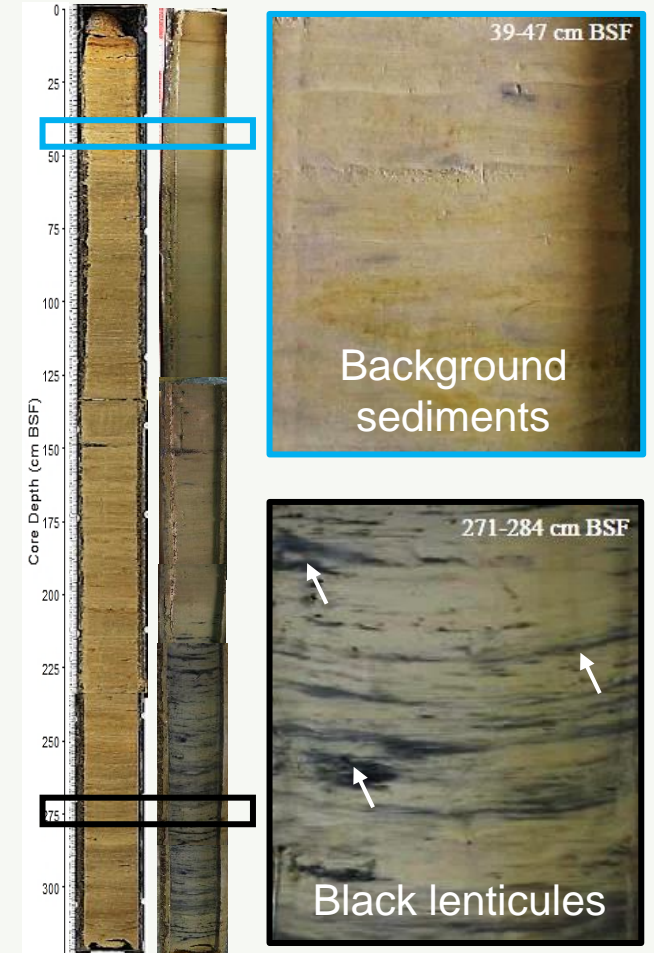 0
25
50
75
100
125
150
175
200
225
250
275
300
Core Depth (cm BSF)
39-47 cm BSF
Background
sediments
271-284 cm BSF
Black lenticules